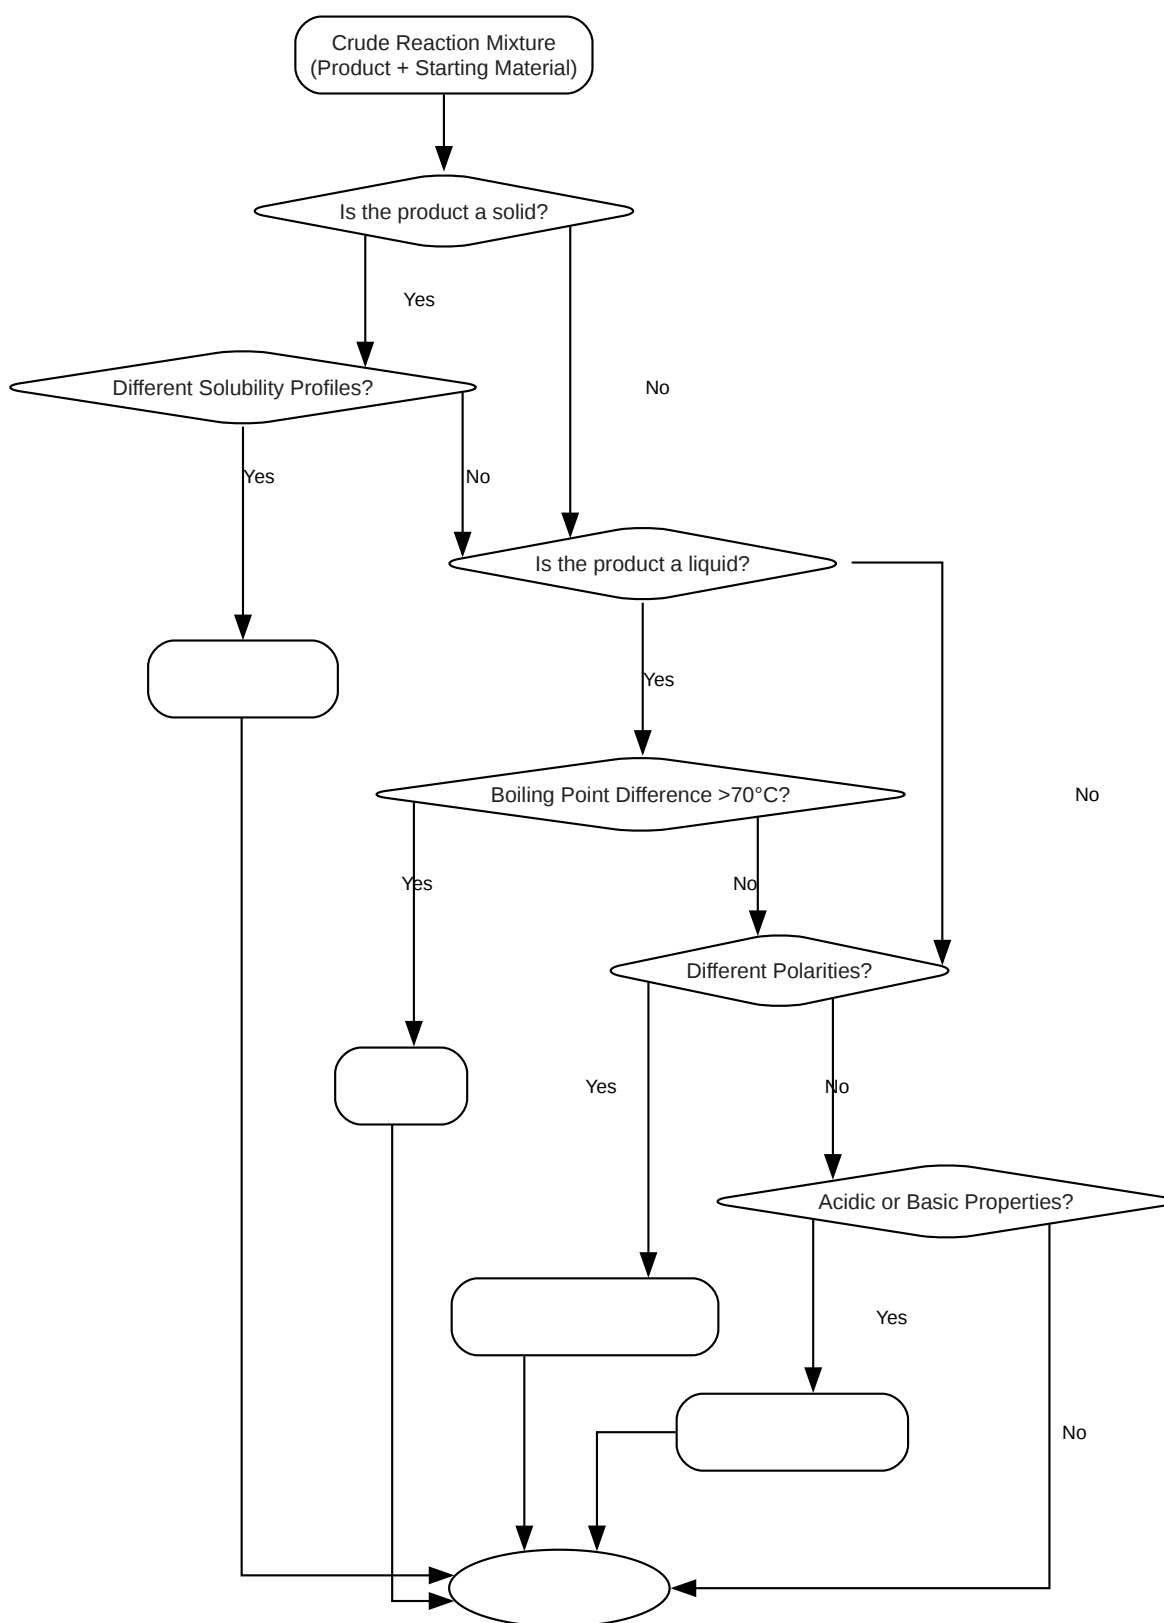 Crude Reaction Mixture
(Product + Starting Material)
Is the product a solid?
Yes
Different Solubility Profiles?
No
Yes
No
Is the product a liquid?
Yes
Boiling Point Difference >70°C?
No
Yes
No
Different Polarities?
Yes
No
Acidic or Basic Properties?
Yes
No